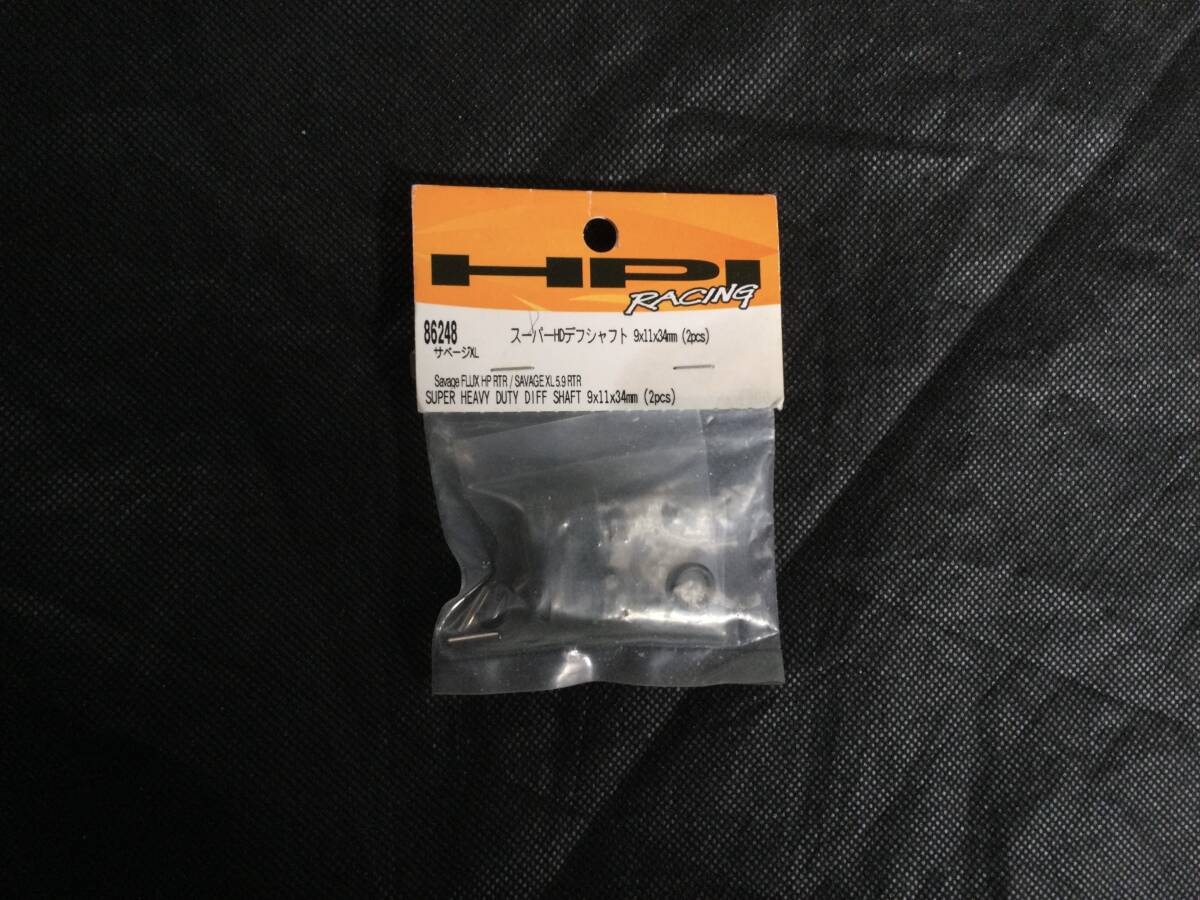 HPI
RACING
86248 スーパーHDデフシャフト 9x11x34mm (2pcs)
サベージXL
Savage FLUX HP RTR / SAVAGE XL 5.9 RTR
SUPER HEAVY DUTY DIFF SHAFT 9x11x34mm (2pcs)